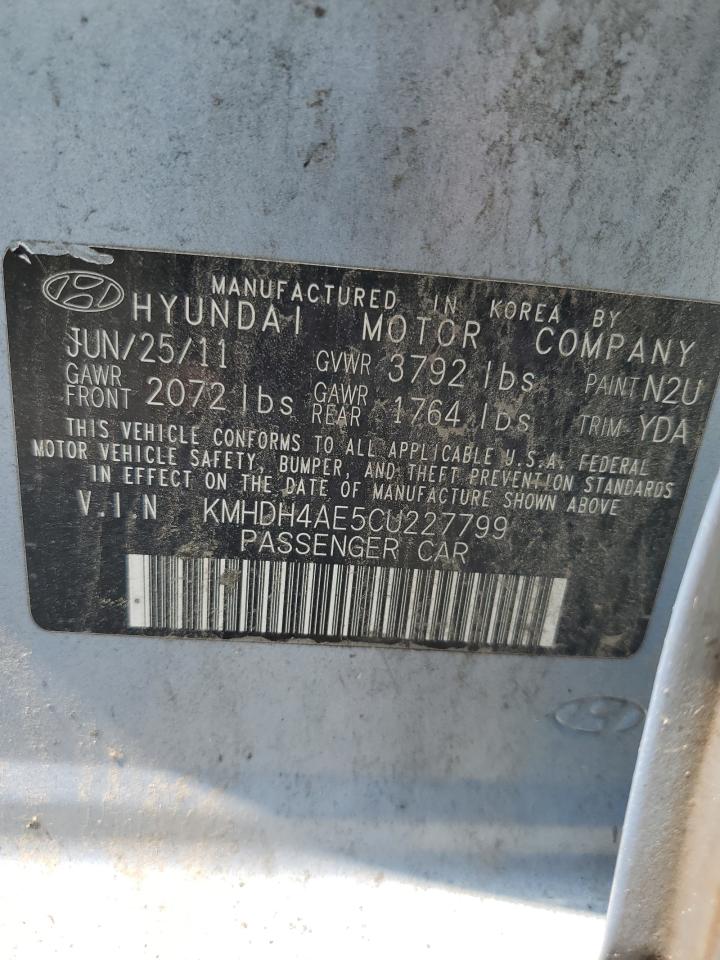 MANUFACTURED IN KOREA BY
HYUNDAI MOTOR COMPANY
JUN/25/11 GVWR 3792 lbs PAINT N2U
GAWR FRONT 2072 lbs GAWR REAR 1764 lbs TRIM YDA
THIS VEHICLE CONFORMS TO ALL APPLICABLE U.S.A. FEDERAL
MOTOR VEHICLE SAFETY, BUMPER, AND THEFT PREVENTION STANDARDS
IN EFFECT ON THE DATE OF MANUFACTURE SHOWN ABOVE
V.I.N KMHDH4AE5CU227799
PASSENGER CAR